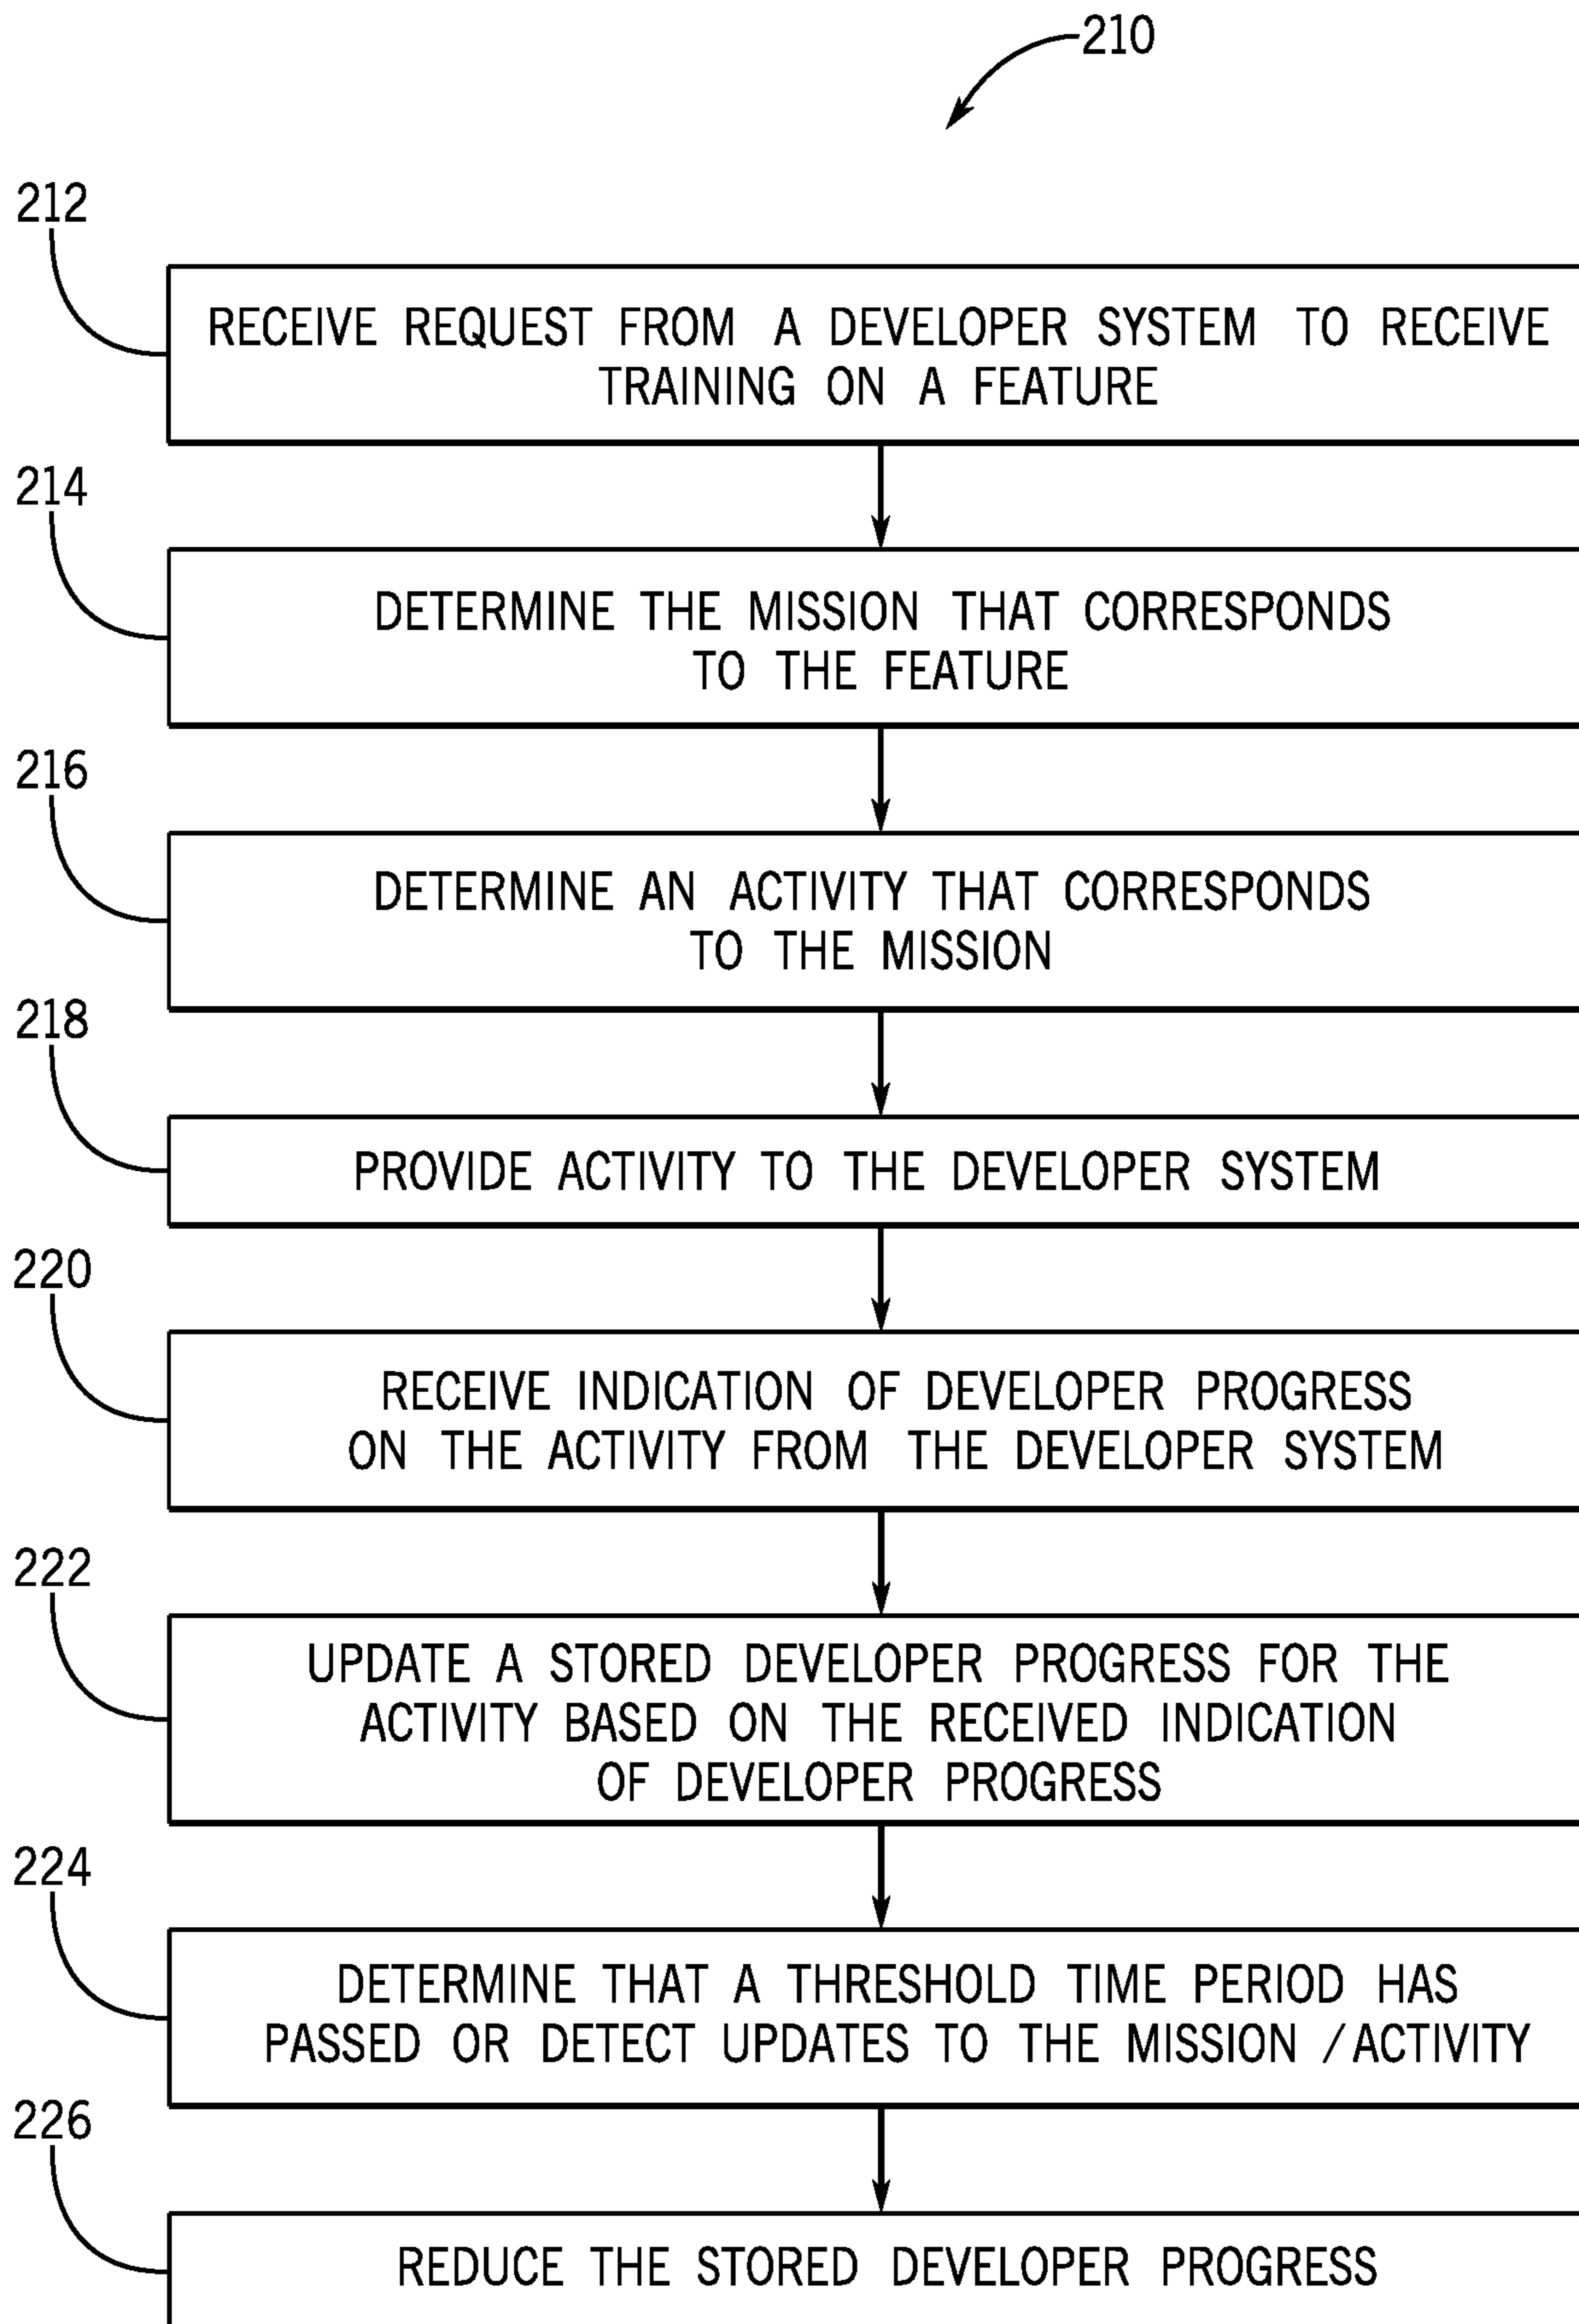 210
212
RECEIVE REQUEST FROM A DEVELOPER SYSTEM TO RECEIVE
TRAINING ON A FEATURE
214
DETERMINE THE MISSION THAT CORRESPONDS
TO THE FEATURE
216
DETERMINE AN ACTIVITY THAT CORRESPONDS
TO THE MISSION
218
PROVIDE ACTIVITY TO THE DEVELOPER SYSTEM
220
RECEIVE INDICATION OF DEVELOPER PROGRESS
ON THE ACTIVITY FROM THE DEVELOPER SYSTEM
222
UPDATE A STORED DEVELOPER PROGRESS FOR THE
ACTIVITY BASED ON THE RECEIVED INDICATION
OF DEVELOPER PROGRESS
224
DETERMINE THAT A THRESHOLD TIME PERIOD HAS
PASSED OR DETECT UPDATES TO THE MISSION /ACTIVITY
226
REDUCE THE STORED DEVELOPER PROGRESS